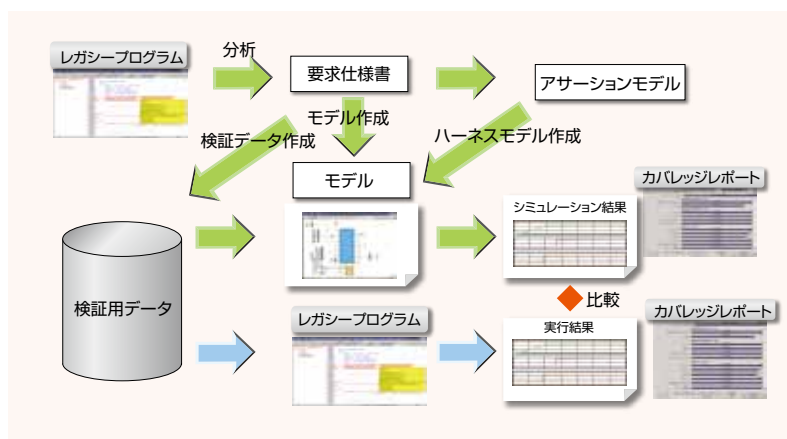 レガシープログラム
分析
要求仕様書
アサーションモデル
モデル作成
検証データ作成
ハーネスモデル作成
モデル
カバレッジレポート
シミュレーション結果
検証用データ
比較
レガシープログラム
カバレッジレポート
実行結果